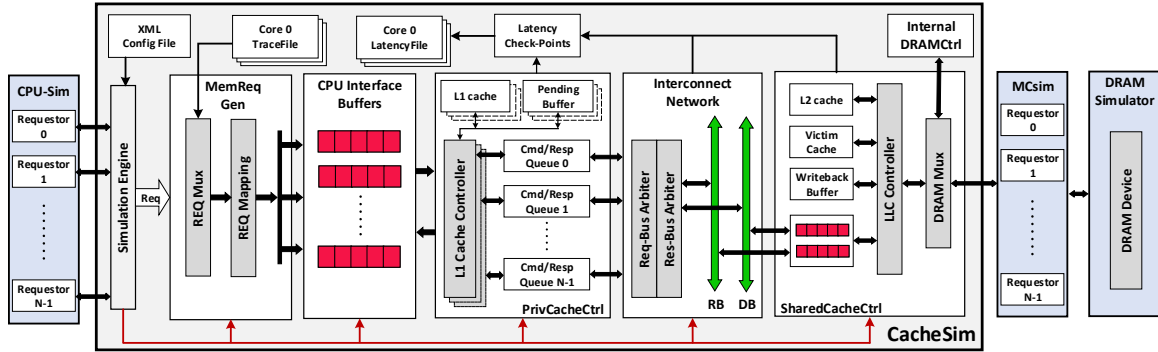 XML
Config File
Core 0
TraceFile
Core 0
LatencyFile
Latency
Check-Points
Internal
DRAMCtrl
CPU-Sim
Requestor
0
Requestor
1
Requestor
N-1
Simulation Engine
Req
MemReq
Gen
REQ Mux
REQ Mapping
CPU Interface
Buffers
L1 cache
Pending
Buffer
L1 Cache Controller
Cmd/Resp
Queue 0
Cmd/Resp
Queue 1
Cmd/Resp
Queue N-1
PrivCacheCtrl
Interconnect
Network
Req-Bus Arbiter
Res-Bus Arbiter
RB
DB
L2 cache
Victim
Cache
Writeback
Buffer
LLC Controller
DRAM Mux
SharedCacheCtrl
CacheSim
MCsim
Requestor
0
Requestor
1
Requestor
N-1
DRAM
Simulator
DRAM Device